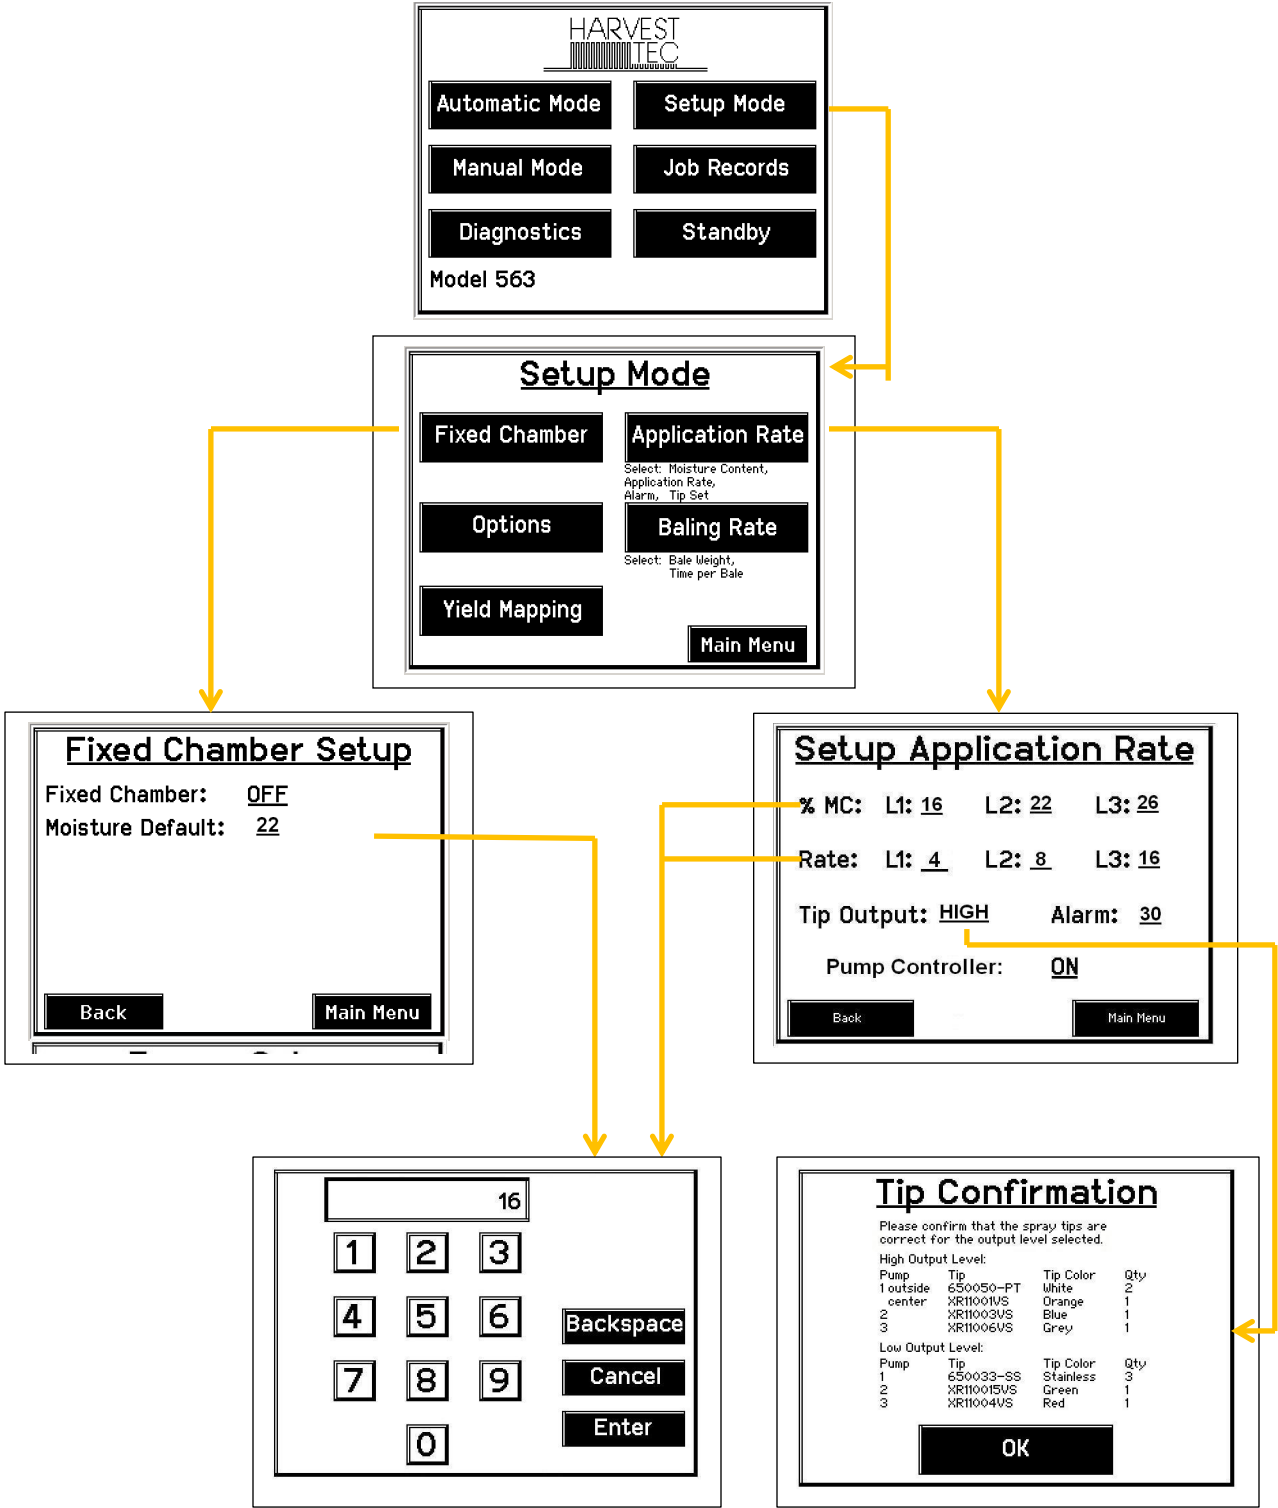 HARVEST
TEC
Automatic Mode
Setup Mode
Manual Mode
Job Records
Diagnostics
Standby
Model 563
Setup Mode
Fixed Chamber
Application Rate
Select: Moisture Content,
Application Rate,
Alarm, Tip Set
Options
Baling Rate
Select: Bale Weight,
Time per Bale
Yield Mapping
Main Menu
Fixed Chamber Setup
Fixed Chamber: OFF
Moisture Default: 22
Back
Main Menu
Setup Application Rate
% MC: L1: 16 L2: 22 L3: 26
Rate: L1: 4 L2: 8 L3: 16
Tip Output: HIGH Alarm: 30
Pump Controller: ON
Back
Main Menu
16
1 2 3
4 5 6
7 8 9
0
Backspace
Cancel
Enter
Tip Confirmation
Please confirm that the spray tips are
correct for the output level selected.
High Output Level:
Pump Tip Tip Color Qty
1 outside 650050-PT White 2
center XR11001VS Orange 1
2 XR11003VS Blue 1
3 XR11006VS Grey 1
Low Output Level:
Pump Tip Tip Color Qty
1 650033-SS Stainless 3
2 XR110015VS Green 1
3 XR11004VS Red 1
OK